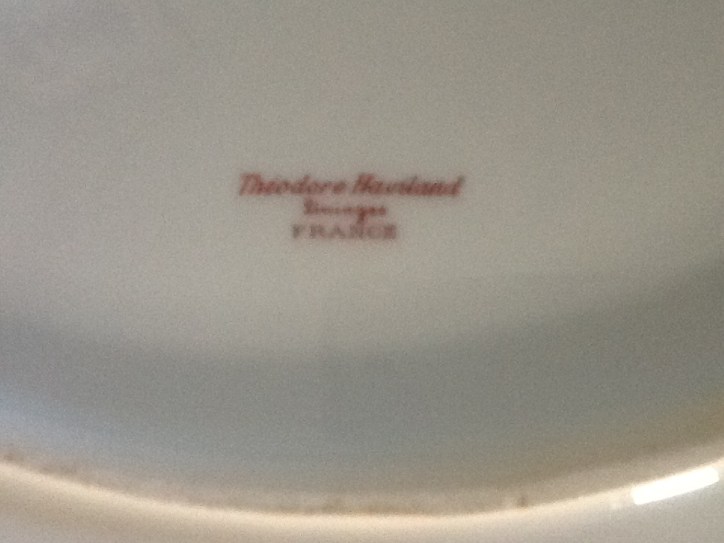 Theodore Haviland
Limoges
FRANCE